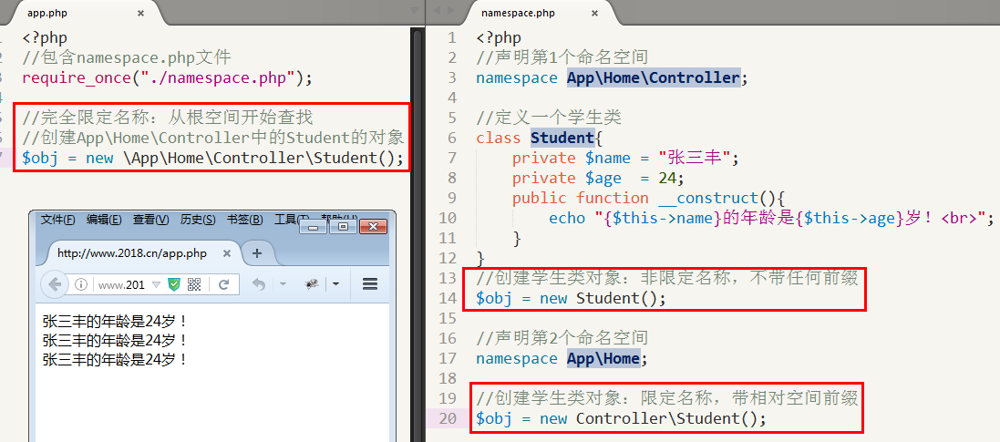 app.php ×
<?php
//包含namespace.php文件
require_once("./namespace.php");
//完全限定名称：从根空间开始查找
//创建App\Home\Controller中的Student的对象
$obj = new \App\Home\Controller\Student();
文件(F) 编辑(E) 查看(V) 历史(S) 书签(B) 工具(T) 帮助(H)
http://www.2018.cn/app.php ×
www.201
张三丰的年龄是24岁！
张三丰的年龄是24岁！
张三丰的年龄是24岁！
namespace.php ×
1 <?php
2 //声明第1个命名空间
3 namespace App\Home\Controller;
4
5 //定义一个学生类
6 class Student{
7 private $name = "张三丰";
8 private $age = 24;
9 public function __construct(){
10 echo "{$this->name}的年龄是{$this->age}岁！<br>";
11 }
12 }
13 //创建学生类对象：非限定名称，不带任何前缀
14 $obj = new Student();
15
16 //声明第2个命名空间
17 namespace App\Home;
18
19 //创建学生类对象：限定名称，带相对空间前缀
20 $obj = new Controller\Student();